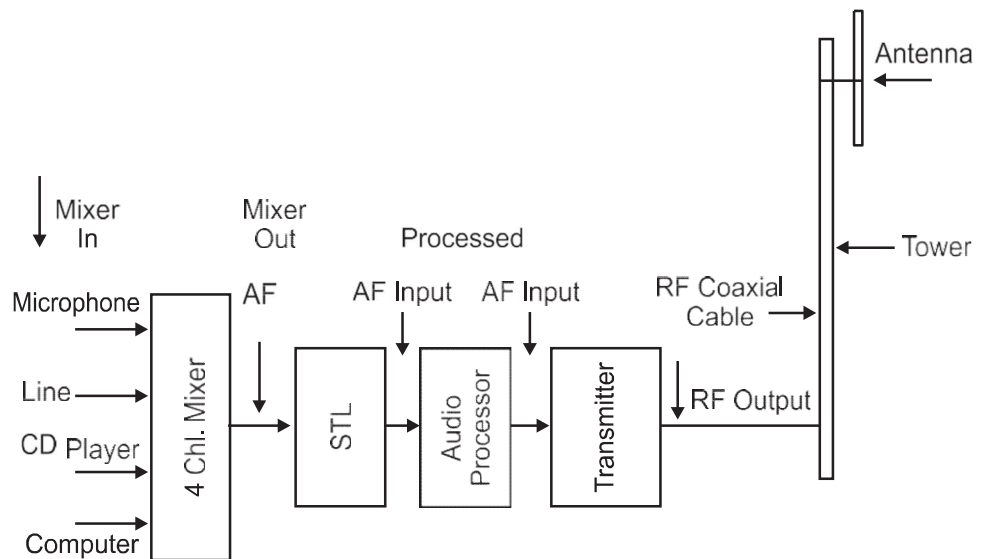 Antenna
Mixer
In
Mixer
Out
Processed
Tower
Microphone
AF
AF Input
AF Input
RF Coaxial
Cable
Line
CD Player
Computer
4 Chl. Mixer
STL
Audio
Processor
Transmitter
RF Output